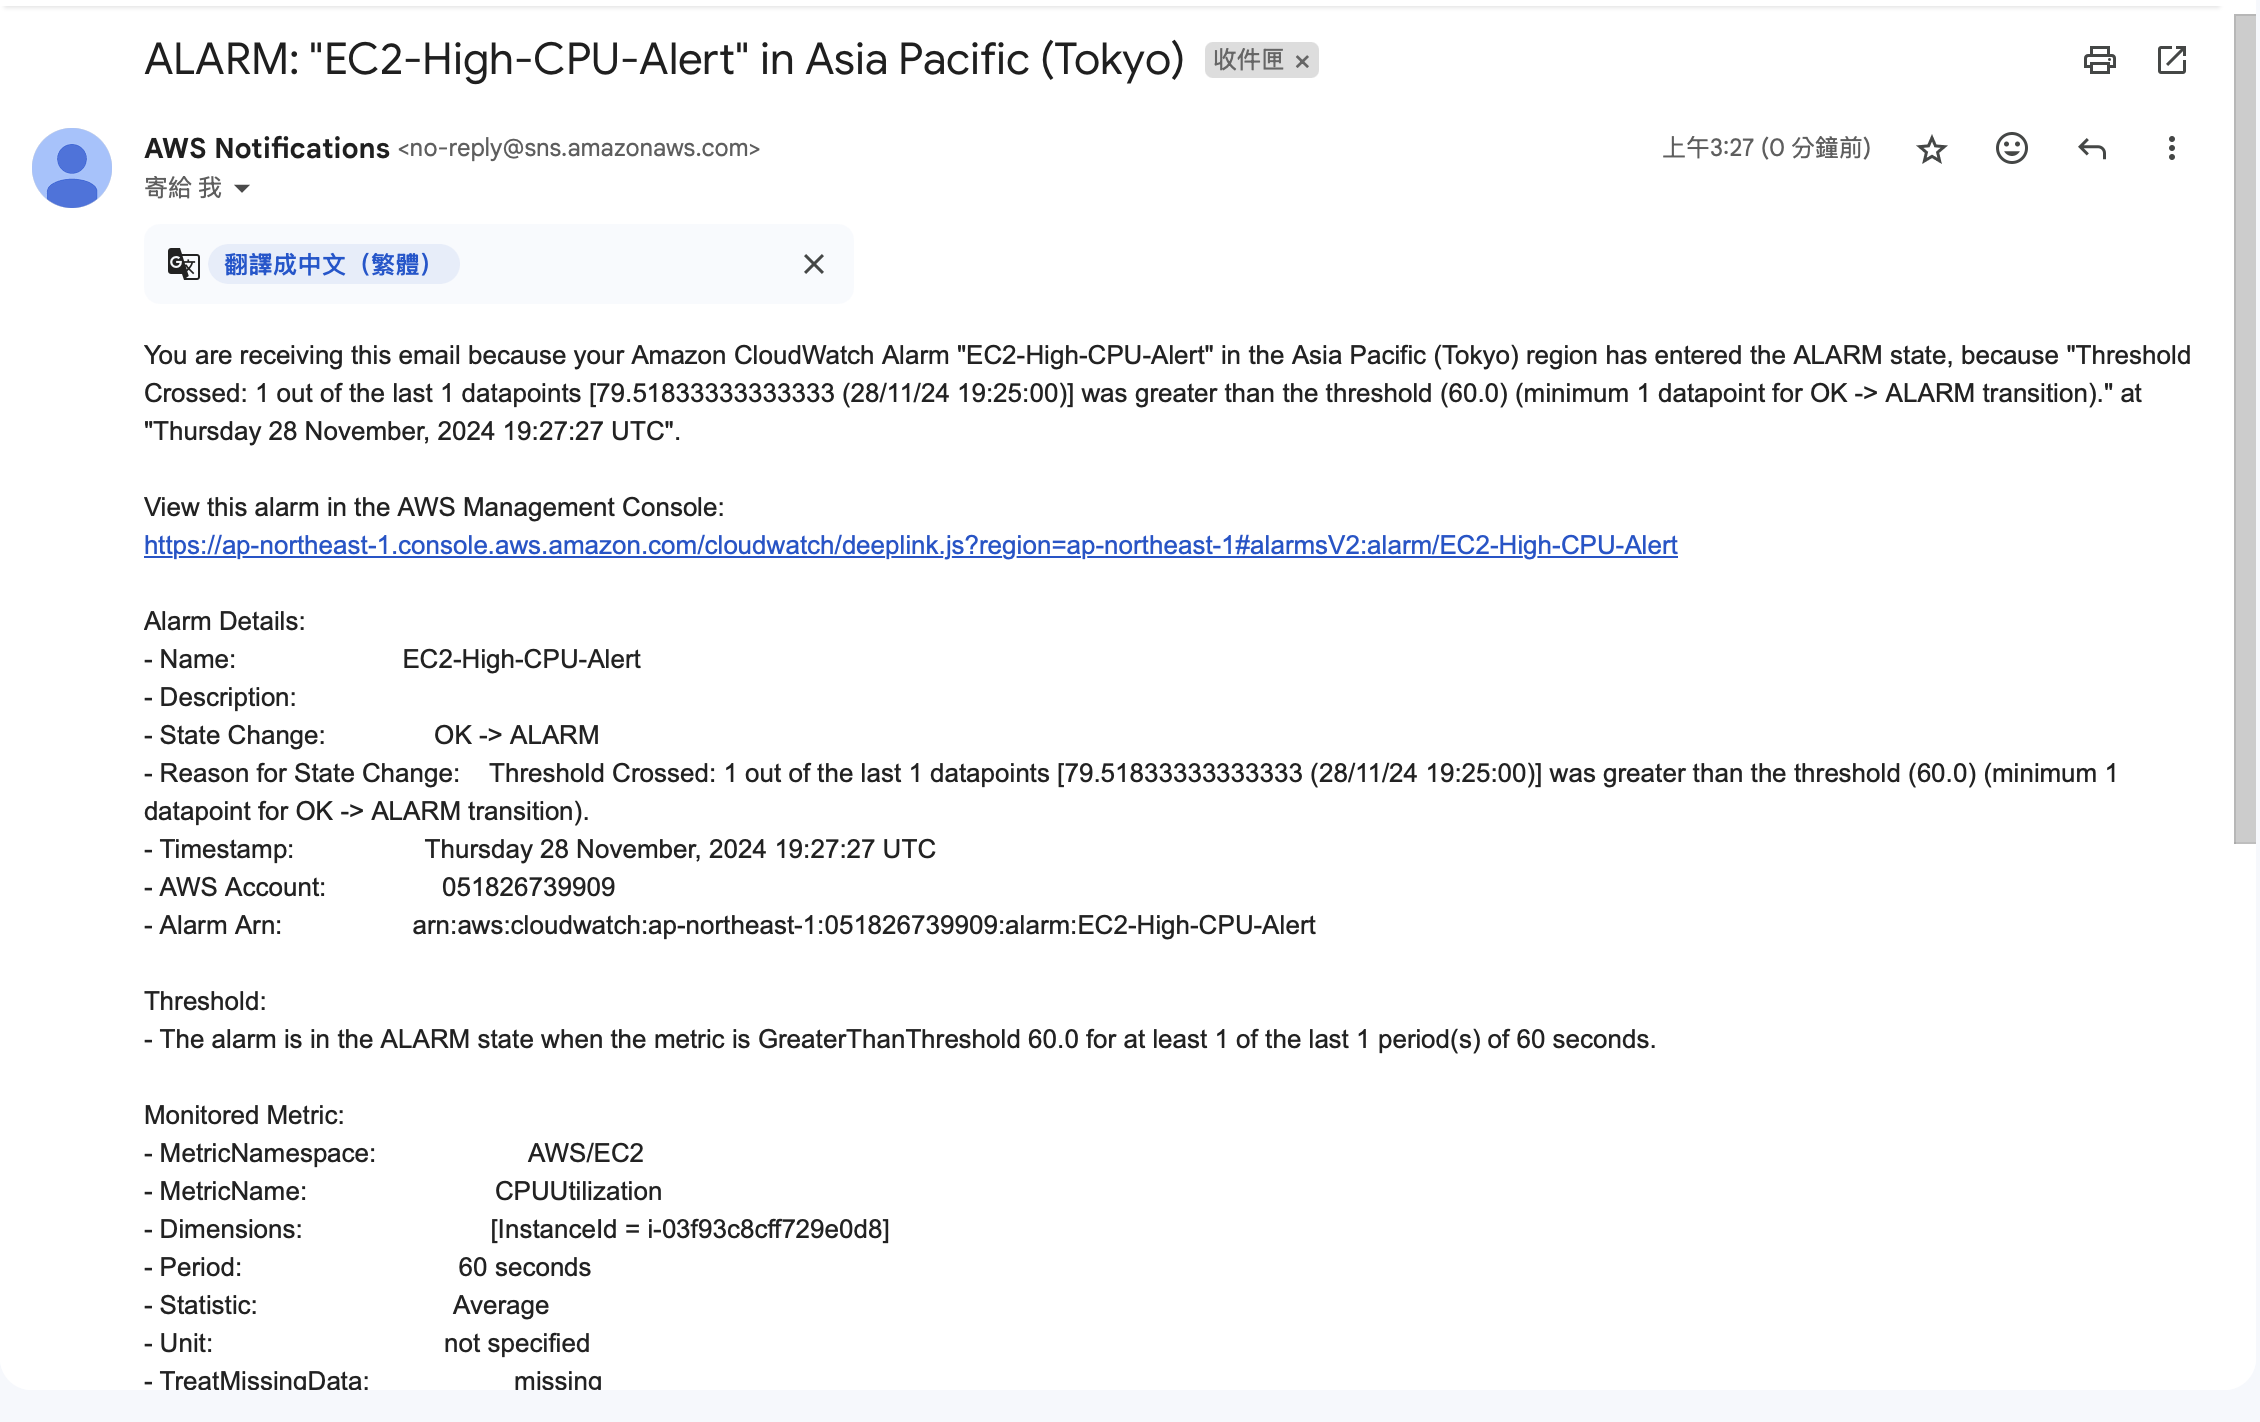 ALARM: "EC2-High-CPU-Alert" in Asia Pacific (Tokyo) 收件匣 ×
AWS Notifications <no-reply@sns.amazonaws.com> 上午3:27 (0 分鐘前)
寄給 我
翻譯成中文（繁體）
You are receiving this email because your Amazon CloudWatch Alarm "EC2-High-CPU-Alert" in the Asia Pacific (Tokyo) region has entered the ALARM state, because "Threshold
Crossed: 1 out of the last 1 datapoints [79.51833333333333 (28/11/24 19:25:00)] was greater than the threshold (60.0) (minimum 1 datapoint for OK -> ALARM transition)." at
"Thursday 28 November, 2024 19:27:27 UTC".
View this alarm in the AWS Management Console:
https://ap-northeast-1.console.aws.amazon.com/cloudwatch/deeplink.js?region=ap-northeast-1#alarmsV2:alarm/EC2-High-CPU-Alert
Alarm Details:
- Name: EC2-High-CPU-Alert
- Description:
- State Change: OK -> ALARM
- Reason for State Change: Threshold Crossed: 1 out of the last 1 datapoints [79.51833333333333 (28/11/24 19:25:00)] was greater than the threshold (60.0) (minimum 1
datapoint for OK -> ALARM transition).
- Timestamp: Thursday 28 November, 2024 19:27:27 UTC
- AWS Account: 051826739909
- Alarm Arn: arn:aws:cloudwatch:ap-northeast-1:051826739909:alarm:EC2-High-CPU-Alert
Threshold:
- The alarm is in the ALARM state when the metric is GreaterThanThreshold 60.0 for at least 1 of the last 1 period(s) of 60 seconds.
Monitored Metric:
- MetricNamespace: AWS/EC2
- MetricName: CPUUtilization
- Dimensions: [InstanceId = i-03f93c8cff729e0d8]
- Period: 60 seconds
- Statistic: Average
- Unit: not specified
- TreatMissingData: missing